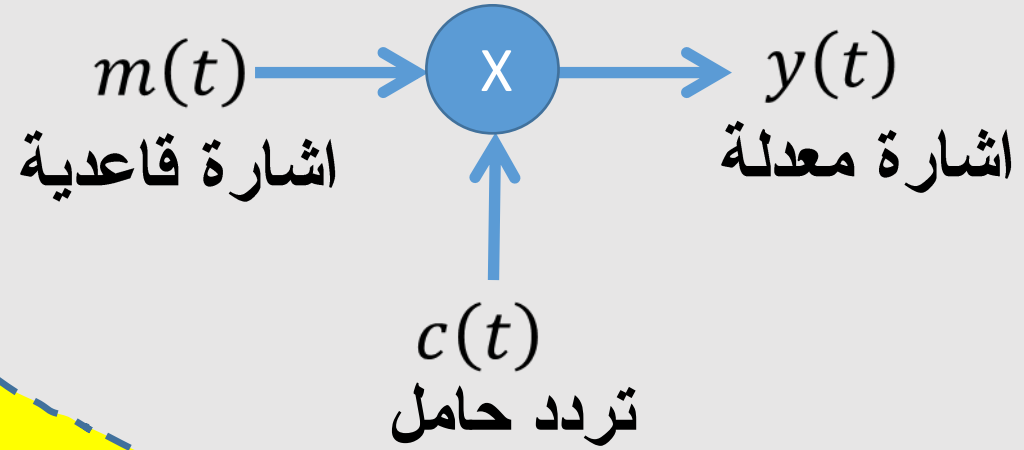 m(t) X y(t)
اشارة قاعدية
اشارة معدلة
c(t)
تردد حامل